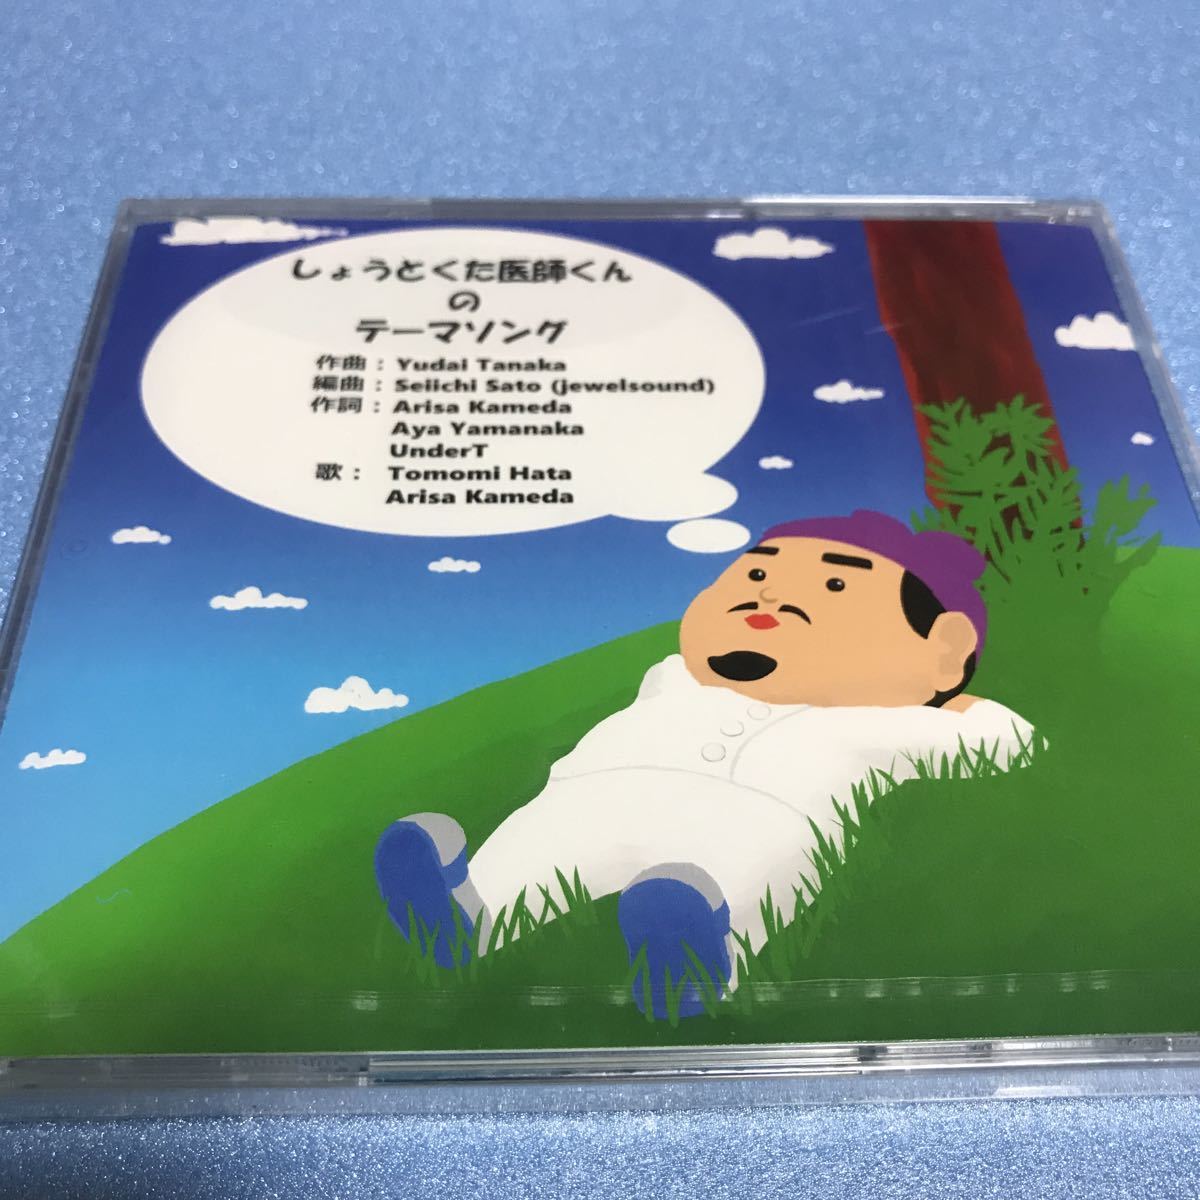 しょうとくた医師くん
の
テーマソング
作曲：Yudai Tanaka
編曲：Seiichi Sato (jewelsound)
作詞：Arisa Kameda
Aya Yamanaka
UnderT
歌：Tomomi Hata
Arisa Kameda